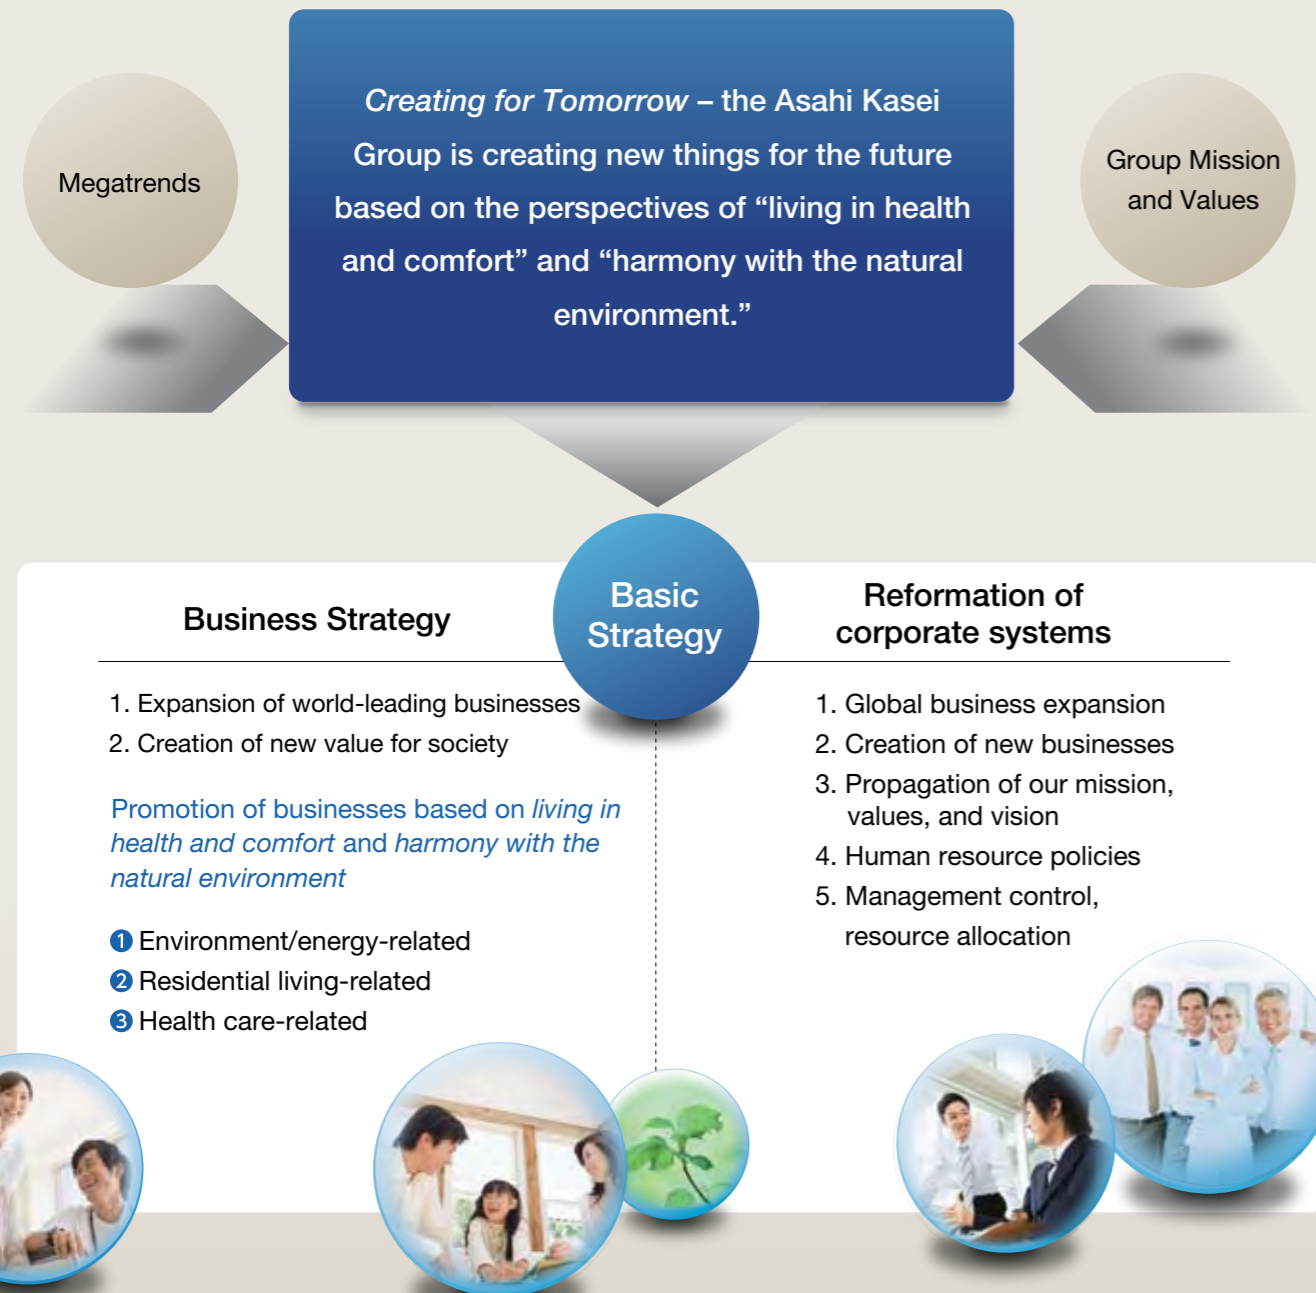 Megatrends
Creating for Tomorrow – the Asahi Kasei
Group is creating new things for the future
based on the perspectives of “living in health
and comfort” and “harmony with the natural
environment.”
Group Mission
and Values
Basic
Strategy
Business Strategy
1. Expansion of world-leading businesses
2. Creation of new value for society
Promotion of businesses based on living in
health and comfort and harmony with the
natural environment
❶ Environment/energy-related
❷ Residential living-related
❸ Health care-related
Reformation of
corporate systems
1. Global business expansion
2. Creation of new businesses
3. Propagation of our mission,
values, and vision
4. Human resource policies
5. Management control,
resource allocation